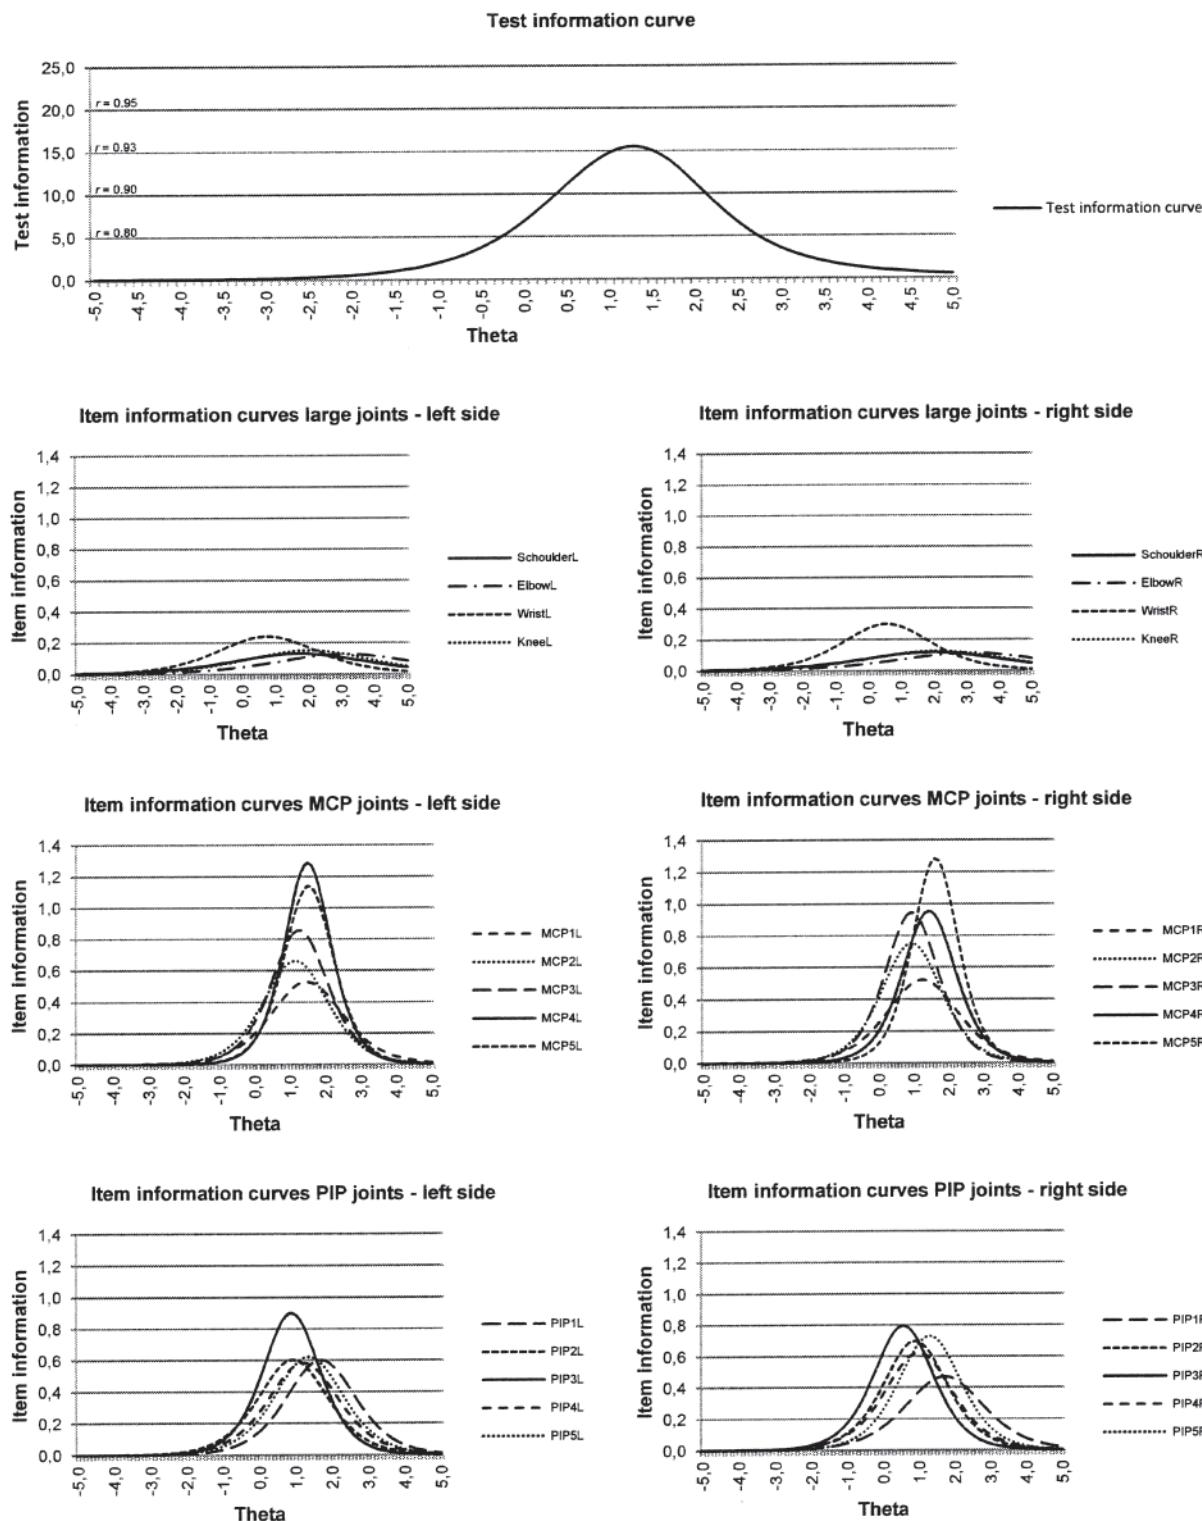 Test information curve
25,0
r = 0.95
20,0
r = 0.93
15,0
r = 0.90
10,0
r = 0.80
5,0
0,0
Test information
-5,0 -4,5 -4,0 -3,5 -3,0 -2,5 -2,0 -1,5 -1,0 -0,5 0,0 0,5 1,0 1,5 2,0 2,5 3,0 3,5 4,0 4,5 5,0
Theta
Test information curve
Item information curves large joints - left side
1,4
1,2
1,0
0,8
0,6
0,4
0,2
0,0
Item information
-5,0 -4,0 -3,0 -2,0 -1,0 0,0 1,0 2,0 3,0 4,0 5,0
Theta
SchoulderL
ElbowL
WristL
KneeL
Item information curves large joints - right side
1,4
1,2
1,0
0,8
0,6
0,4
0,2
0,0
Item information
-5,0 -4,0 -3,0 -2,0 -1,0 0,0 1,0 2,0 3,0 4,0 5,0
Theta
SchoulderR
ElbowR
WristR
KneeR
Item information curves MCP joints - left side
1,4
1,2
1,0
0,8
0,6
0,4
0,2
0,0
Item information
-5,0 -4,0 -3,0 -2,0 -1,0 0,0 1,0 2,0 3,0 4,0 5,0
Theta
MCP1L
MCP2L
MCP3L
MCP4L
MCP5L
Item information curves MCP joints - right side
1,4
1,2
1,0
0,8
0,6
0,4
0,2
0,0
Item information
-5,0 -4,0 -3,0 -2,0 -1,0 0,0 1,0 2,0 3,0 4,0 5,0
Theta
MCP1R
MCP2R
MCP3R
MCP4R
MCP5R
Item information curves PIP joints - left side
1,4
1,2
1,0
0,8
0,6
0,4
0,2
0,0
Item information
-5,0 -4,0 -3,0 -2,0 -1,0 0,0 1,0 2,0 3,0 4,0 5,0
Theta
PIP1L
PIP2L
PIP3L
PIP4L
PIP5L
Item information curves PIP joints - right side
1,4
1,2
1,0
0,8
0,6
0,4
0,2
0,0
Item information
-5,0 -4,0 -3,0 -2,0 -1,0 0,0 1,0 2,0 3,0 4,0 5,0
Theta
PIP1R
PIP2R
PIP3R
PIP4R
PIP5R